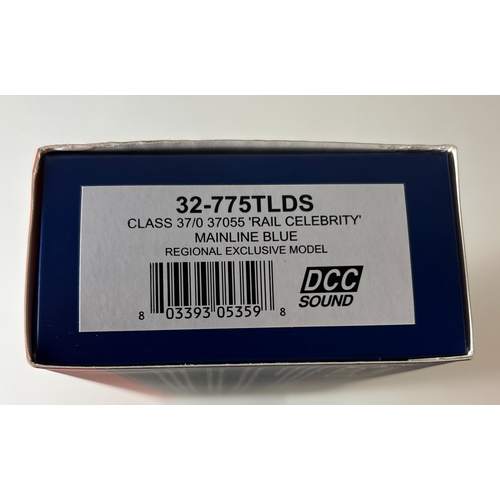 32-775TLDS
CLASS 37/0 37055 'RAIL CELEBRITY'
MAINLINE BLUE
REGIONAL EXCLUSIVE MODEL
8 03393 05359 8
DCC
SOUND